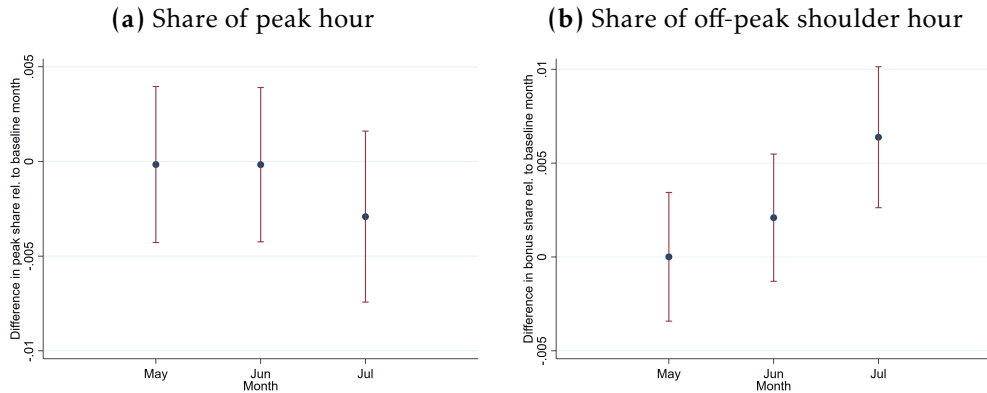 (a) Share of peak hour
Difference in peak share rel. to baseline month
.005
0
-.005
-.01
May
Jun
Jul
Month
(b) Share of off-peak shoulder hour
Difference in bonus share rel. to baseline month
.01
.005
0
-.005
May
Jun
Jul
Month